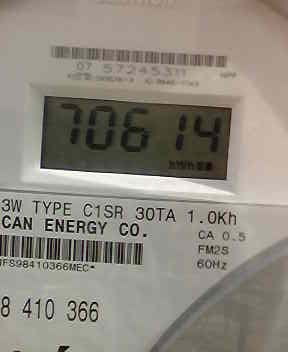 07 57245311
70614
3W TYPE C1SR 30TA 1.0Kh
CAN ENERGY CO.
CA 0.5
FM2S
60Hz
IFS98410366MEC*
8 410 366